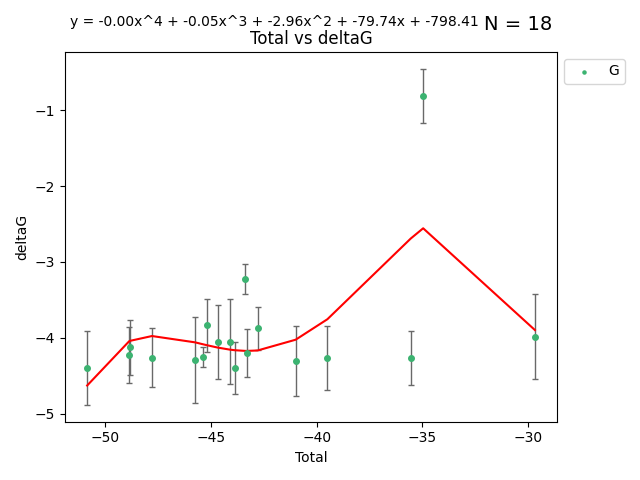 y = -0.00x^4 + -0.05x^3 + -2.96x^2 + -79.74x + -798.41 N = 18
Total vs deltaG
G
−1
−2
−3
−4
−5
deltaG
−50 −45 −40 −35 −30
Total